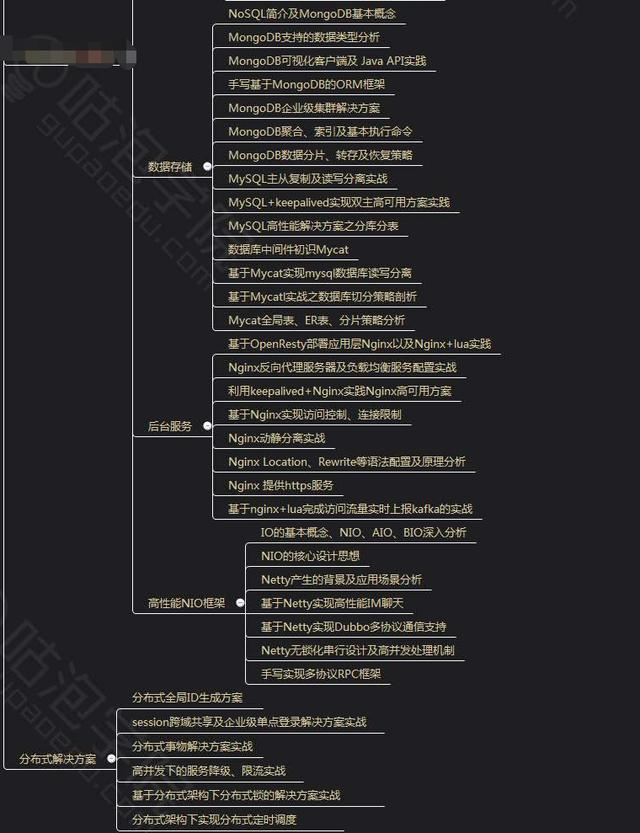 NoSQL简介及MongoDB基本概念
MongoDB支持的数据类型分析
MongoDB可视化客户端及 Java API实践
手写基于MongoDB的ORM框架
MongoDB企业级集群解决方案
MongoDB聚合、索引及基本执行命令
MongoDB数据分片、转存及恢复策略
数据存储
MySQL主从复制及读写分离实战
MySQL+keepalived实现双主高可用方案实践
MySQL高性能解决方案之分库分表
数据库中间件初识Mycat
基于Mycat实现mysql数据库读写分离
基于Mycatl实战之数据库切分策略剖析
Mycat全局表、ER表、分片策略分析
基于OpenResty部署应用层Nginx以及Nginx+lua实践
Nginx反向代理服务器及负载均衡服务配置实战
利用keepalived+Nginx实践Nginx高可用方案
基于Nginx实现访问控制、连接限制
后台服务
Nginx动静分离实战
Nginx Location、Rewrite等语法配置及原理分析
Nginx 提供https服务
基于nginx+lua完成访问流量实时上报kafka的实战
IO的基本概念、NIO、AIO、BIO深入分析
NIO的核心设计思想
Netty产生的背景及应用场景分析
高性能NIO框架
基于Netty实现高性能IM聊天
基于Netty实现Dubbo多协议通信支持
Netty无锁化串行设计及高并发处理机制
手写实现多协议RPC框架
分布式全局ID生成方案
session跨域共享及企业级单点登录解决方案实战
分布式事物解决方案实战
分布式解决方案
高并发下的服务降级、限流实战
基于分布式架构下分布式锁的解决方案实战
分布式架构下实现分布式定时调度
咕泡学院
gupaoedu.com